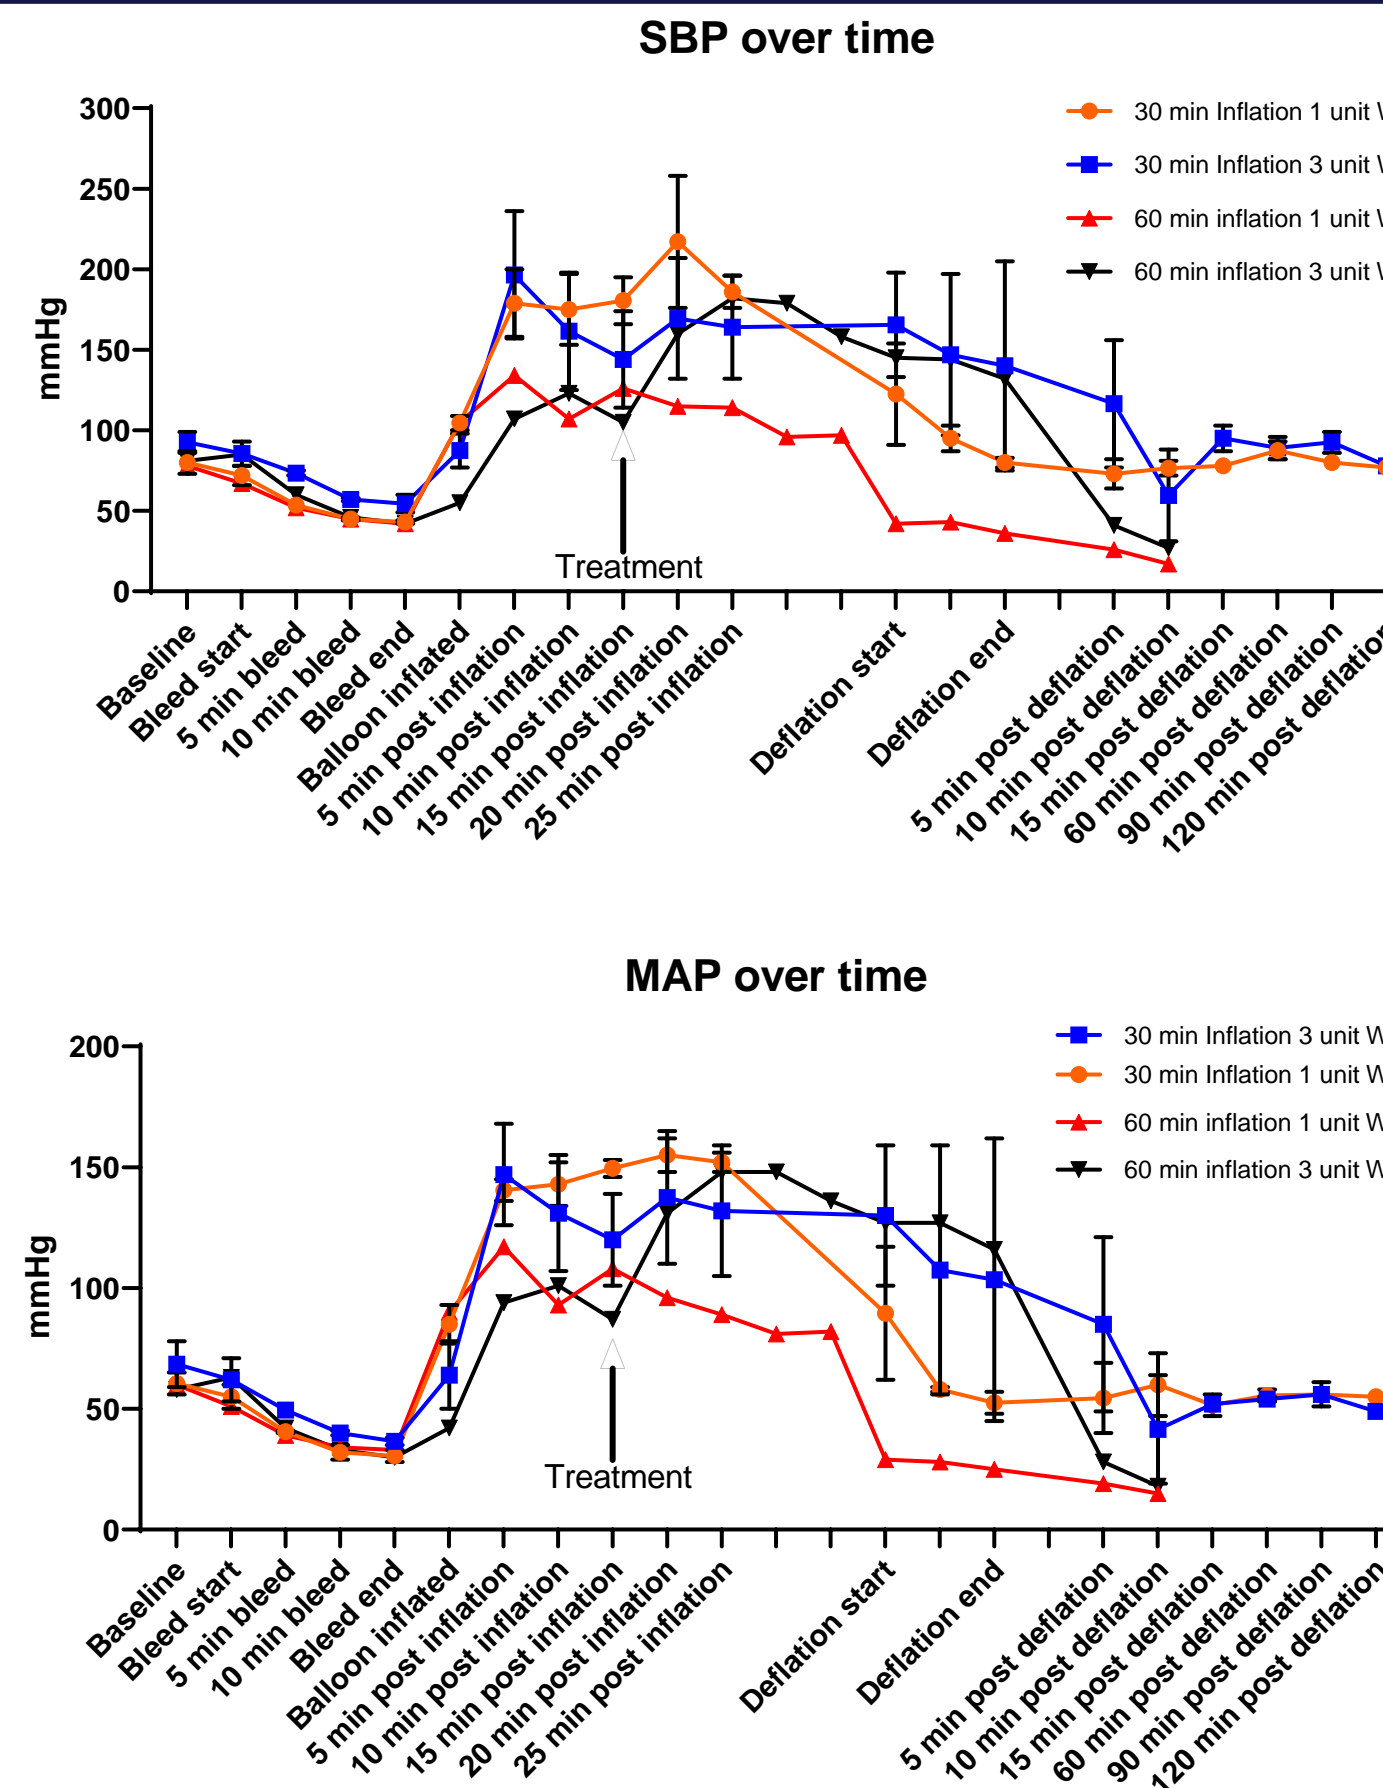 SBP over time
300
250
200
150
100
50
0
mmHg
30 min Inflation 1 unit
30 min Inflation 3 unit
60 min inflation 1 unit
60 min inflation 3 unit
Treatment
Baseline
Bleed start
5 min bleed
10 min bleed
Bleed end
Balloon inflated
5 min post inflation
10 min post inflation
15 min post inflation
20 min post inflation
25 min post inflation
Deflation start
Deflation end
5 min post deflation
10 min post deflation
15 min post deflation
60 min post deflation
90 min post deflation
120 min post deflation
MAP over time
200
150
100
50
0
mmHg
30 min Inflation 3 unit
30 min Inflation 1 unit
60 min inflation 1 unit
60 min inflation 3 unit
Treatment
Baseline
Bleed start
5 min bleed
10 min bleed
Bleed end
Balloon inflated
5 min post inflation
10 min post inflation
15 min post inflation
20 min post inflation
25 min post inflation
Deflation start
Deflation end
5 min post deflation
10 min post deflation
15 min post deflation
60 min post deflation
90 min post deflation
120 min post deflation